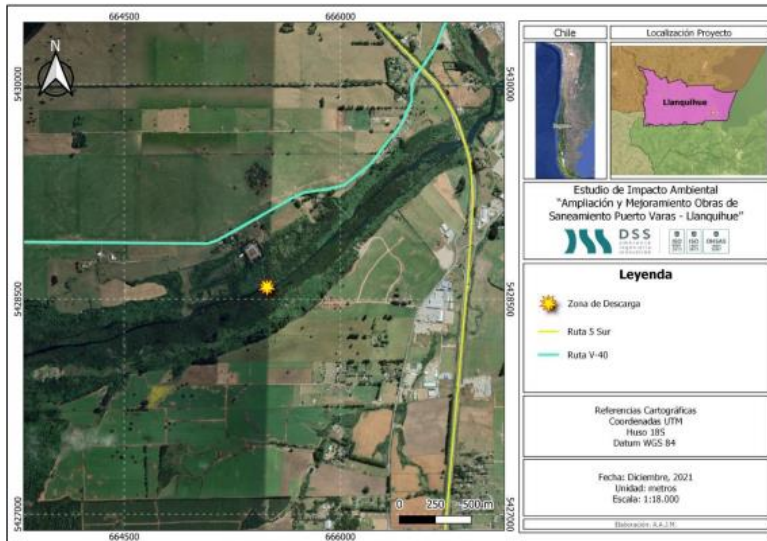 664500
666000
N
5430000
5430000
5428500
5428500
5427000
5427000
0 250 500 m
664500
666000
Chile
Localización Proyecto
Llanquihue
Estudio de Impacto Ambiental
"Ampliación y Mejoramiento Obras de
Saneamiento Puerto Varas - Llanquihue"
DSS
Leyenda
Zona de Descarga
Ruta 5 Sur
Ruta V-40
Referencias Cartográficas
Coordenadas UTM
Huso 18S
Datum WGS 84
Fecha: Diciembre, 2021
Unidad: metros
Escala: 1:18.000
Elaboración: A.A.J.M.